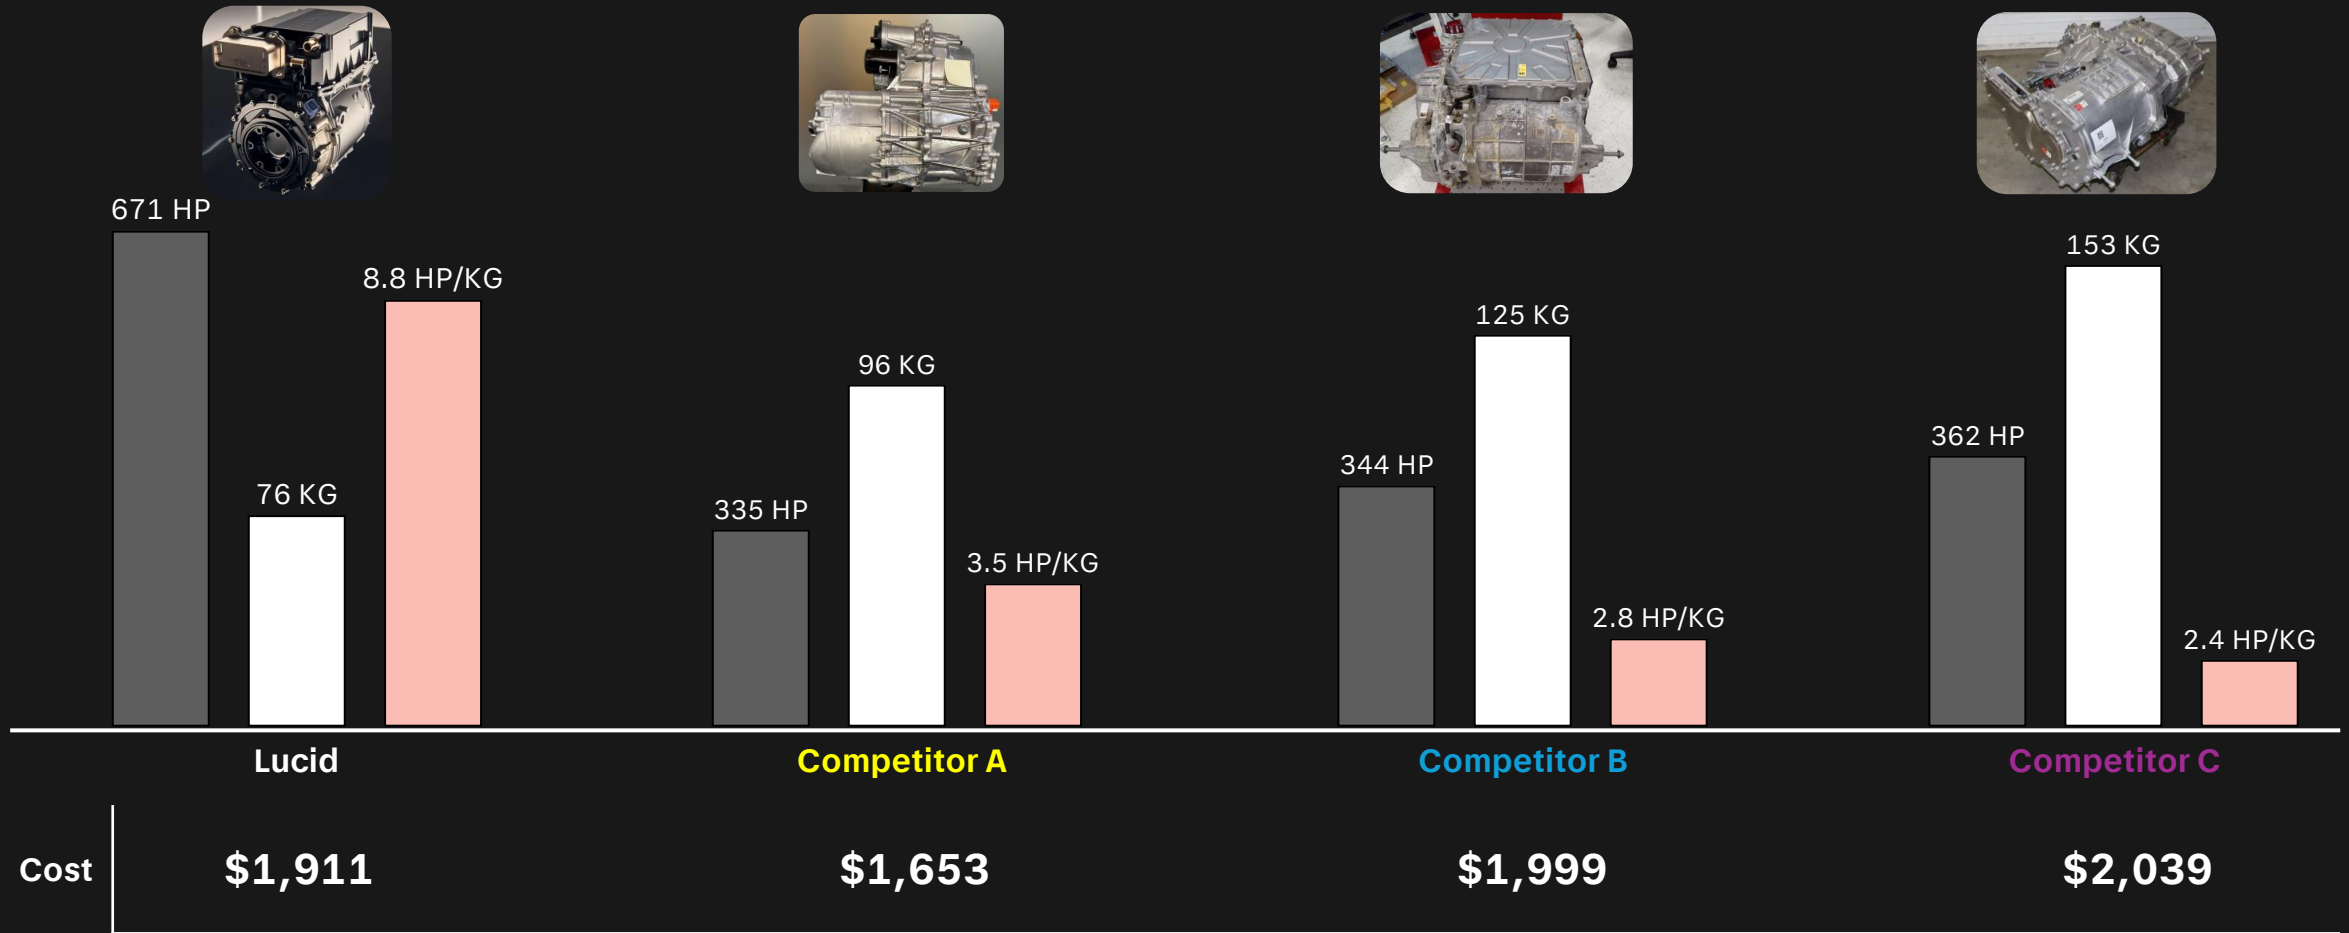 671 HP
76 KG
8.8 HP/KG
335 HP
96 KG
3.5 HP/KG
344 HP
125 KG
2.8 HP/KG
362 HP
153 KG
2.4 HP/KG
Lucid
Competitor A
Competitor B
Competitor C
Cost
$1,911
$1,653
$1,999
$2,039